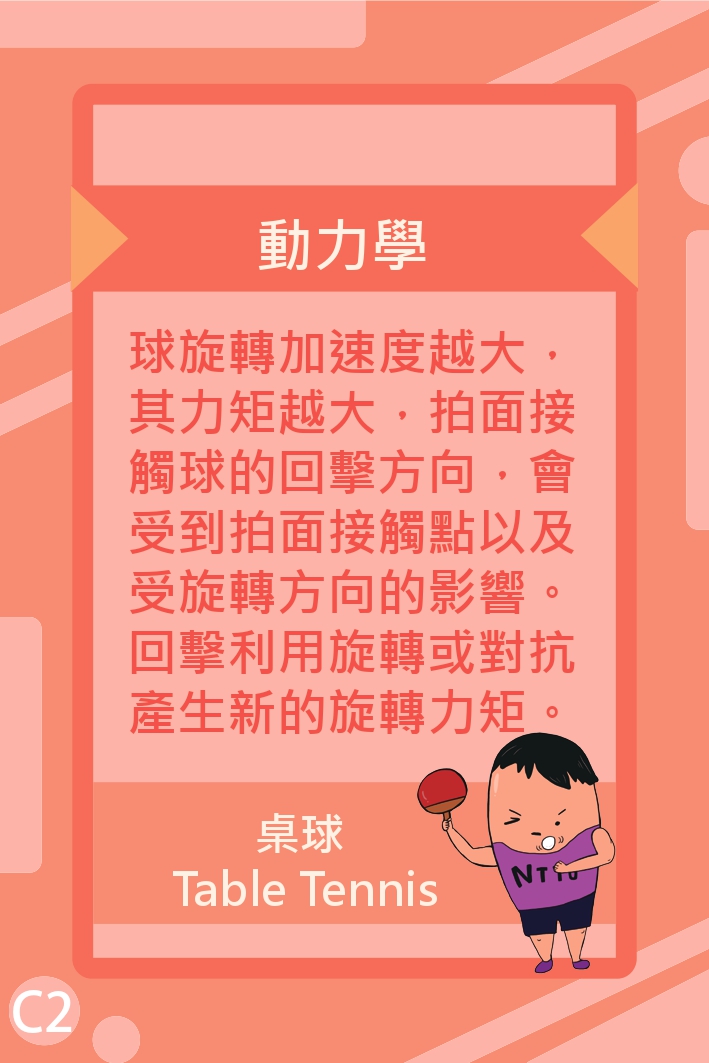 動力學
球旋轉加速度越大，
其力矩越大，拍面接
觸球的回擊方向，會
受到拍面接觸點以及
受旋轉方向的影響。
回擊利用旋轉或對抗
產生新的旋轉力矩。
桌球
Table Tennis
NTTU
C2